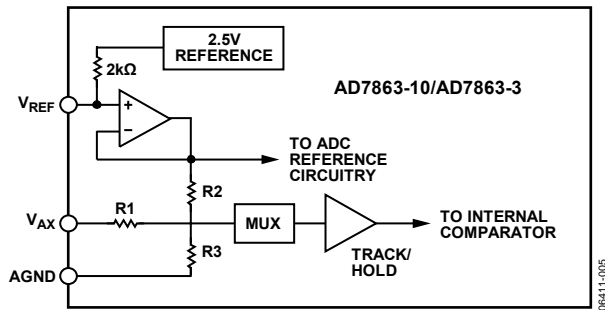 2.5V
REFERENCE
2kΩ
AD7863-10/AD7863-3
VREF
+
–
TO ADC
REFERENCE
CIRCUITRY
R2
VAX
R1
MUX
TO INTERNAL
COMPARATOR
R3
TRACK/
HOLD
AGND
06411-005